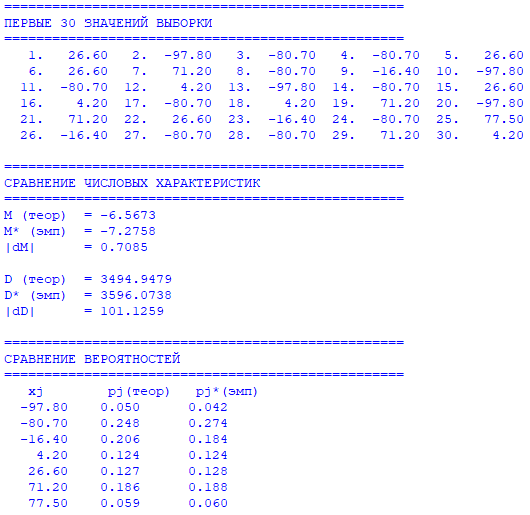 ==================================================
ПЕРВЫЕ 30 ЗНАЧЕНИЙ ВЫБОРКИ
==================================================
1. 26.60 2. -97.80 3. -80.70 4. -80.70 5. 26.60
6. 26.60 7. 71.20 8. -80.70 9. -16.40 10. -97.80
11. -80.70 12. 4.20 13. -97.80 14. -80.70 15. 26.60
16. 4.20 17. -80.70 18. 4.20 19. 71.20 20. -97.80
21. 71.20 22. 26.60 23. -16.40 24. -80.70 25. 77.50
26. -16.40 27. -80.70 28. -80.70 29. 71.20 30. 4.20
==================================================
СРАВНЕНИЕ ЧИСЛОВЫХ ХАРАКТЕРИСТИК
==================================================
M (теор) = -6.5673
M* (эмп) = -7.2758
|dM| = 0.7085
D (теор) = 3494.9479
D* (эмп) = 3596.0738
|dD| = 101.1259
==================================================
СРАВНЕНИЕ ВЕРОЯТНОСТЕЙ
==================================================
xj pj(теор) pj*(эмп)
-97.80 0.050 0.042
-80.70 0.248 0.274
-16.40 0.206 0.184
4.20 0.124 0.124
26.60 0.127 0.128
71.20 0.186 0.188
77.50 0.059 0.060